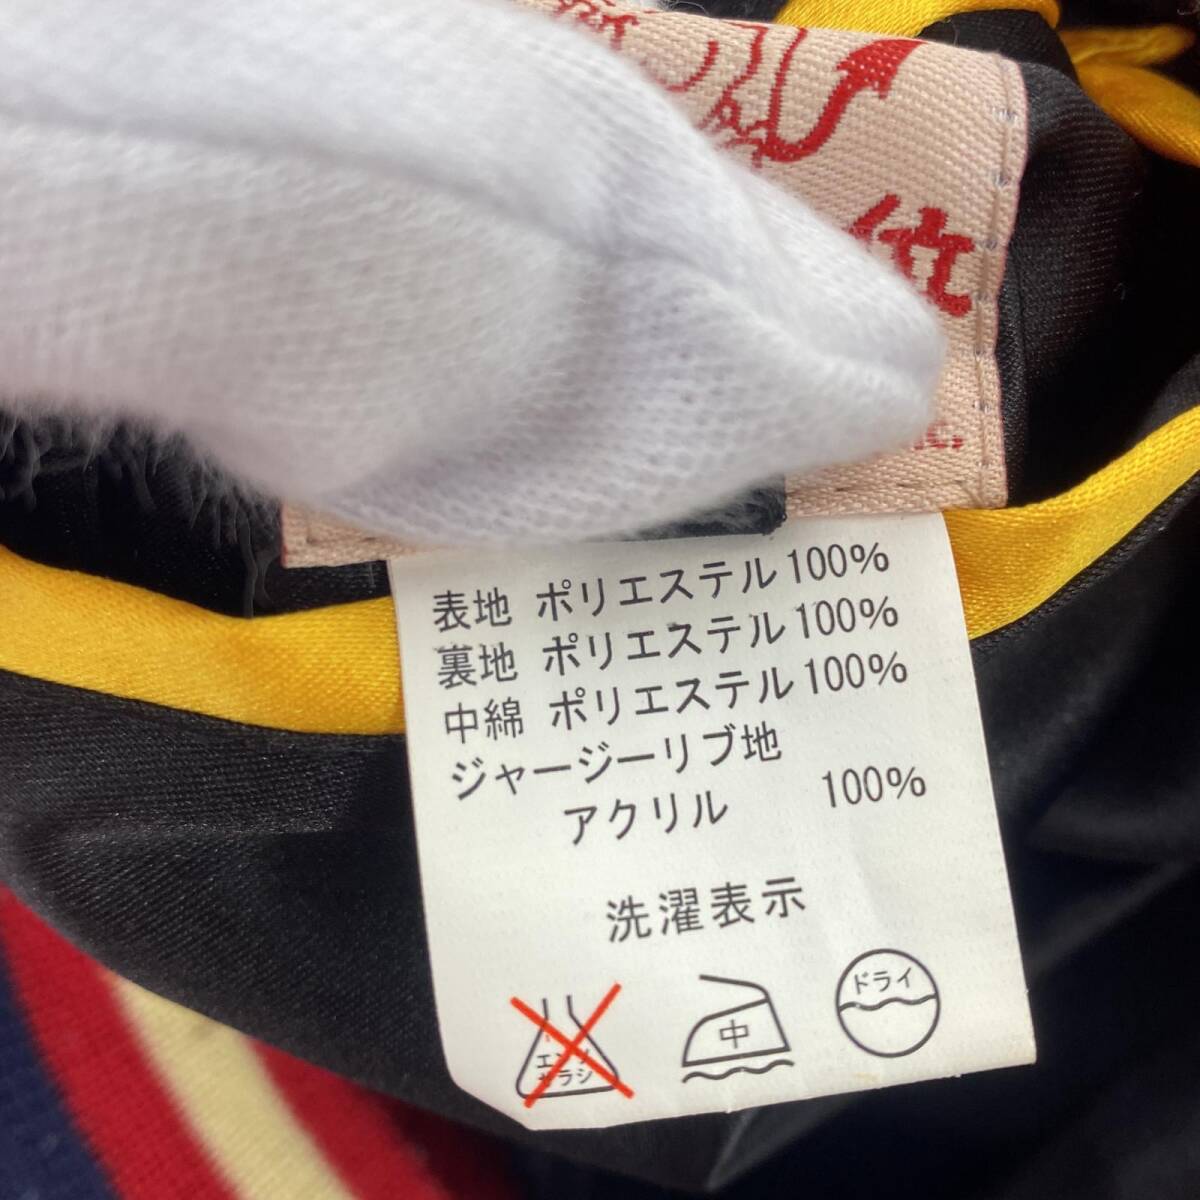 表地 ポリエステル100%
裏地 ポリエステル100%
中綿 ポリエステル100%
ジャージーリブ地
アクリル 100%
洗濯表示
中
ドライ